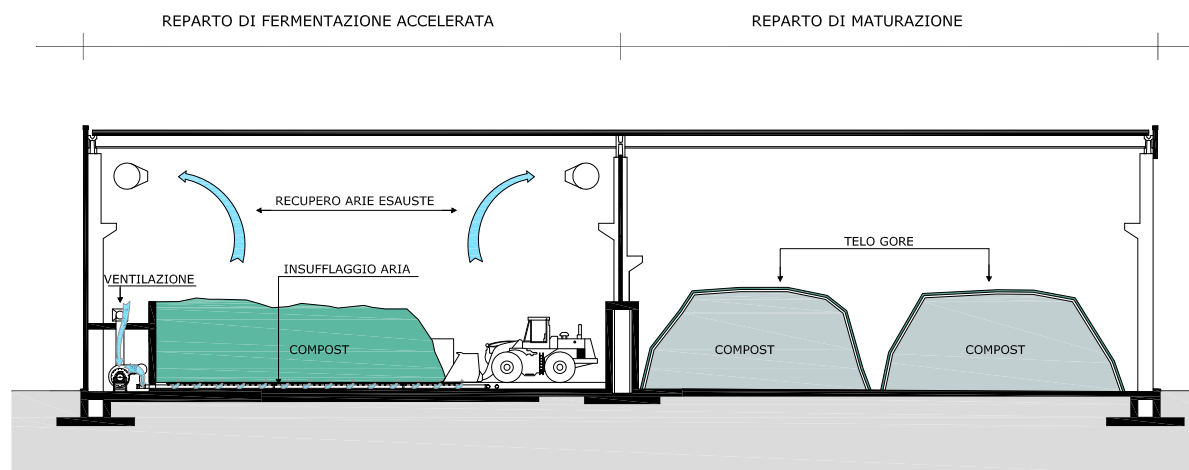 REPARTO DI FERMENTAZIONE ACCELERATA
REPARTO DI MATURAZIONE
RECUPERO ARIE ESAUSTE
TELO GORE
INSUFFLAGGIO ARIA
VENTILAZIONE
COMPOST
COMPOST
COMPOST